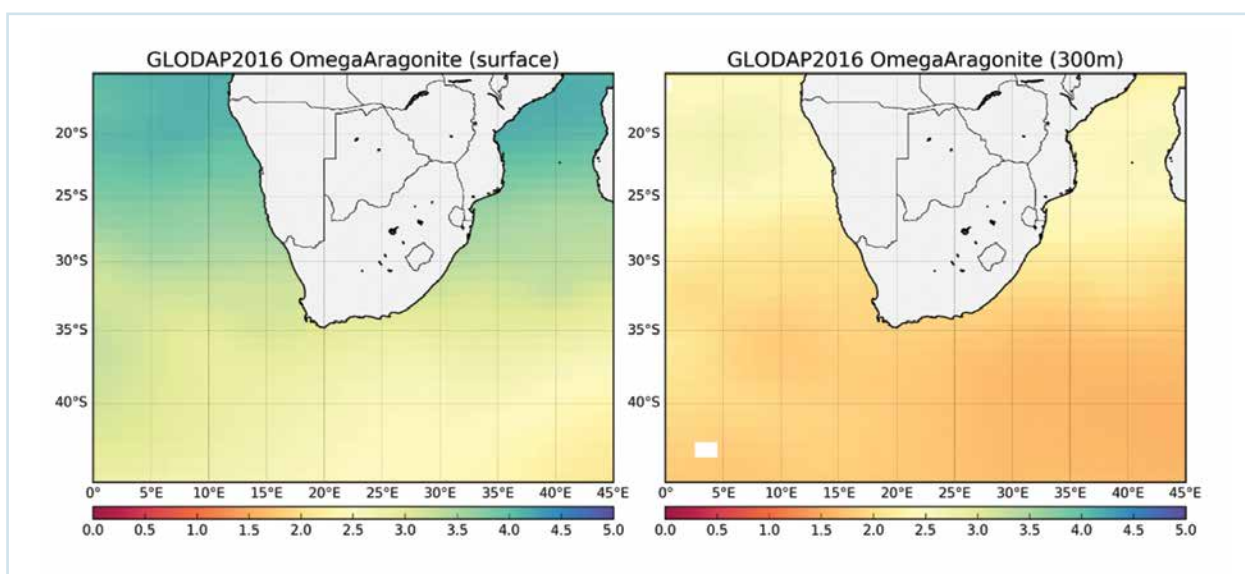 GLODAP2016 OmegaAragonite (surface)
20°S
25°S
30°S
35°S
40°S
0° 5°E 10°E 15°E 20°E 25°E 30°E 35°E 40°E 45°E
0.0 0.5 1.0 1.5 2.0 2.5 3.0 3.5 4.0 4.5 5.0
GLODAP2016 OmegaAragonite (300m)
20°S
25°S
30°S
35°S
40°S
0° 5°E 10°E 15°E 20°E 25°E 30°E 35°E 40°E 45°E
0.0 0.5 1.0 1.5 2.0 2.5 3.0 3.5 4.0 4.5 5.0